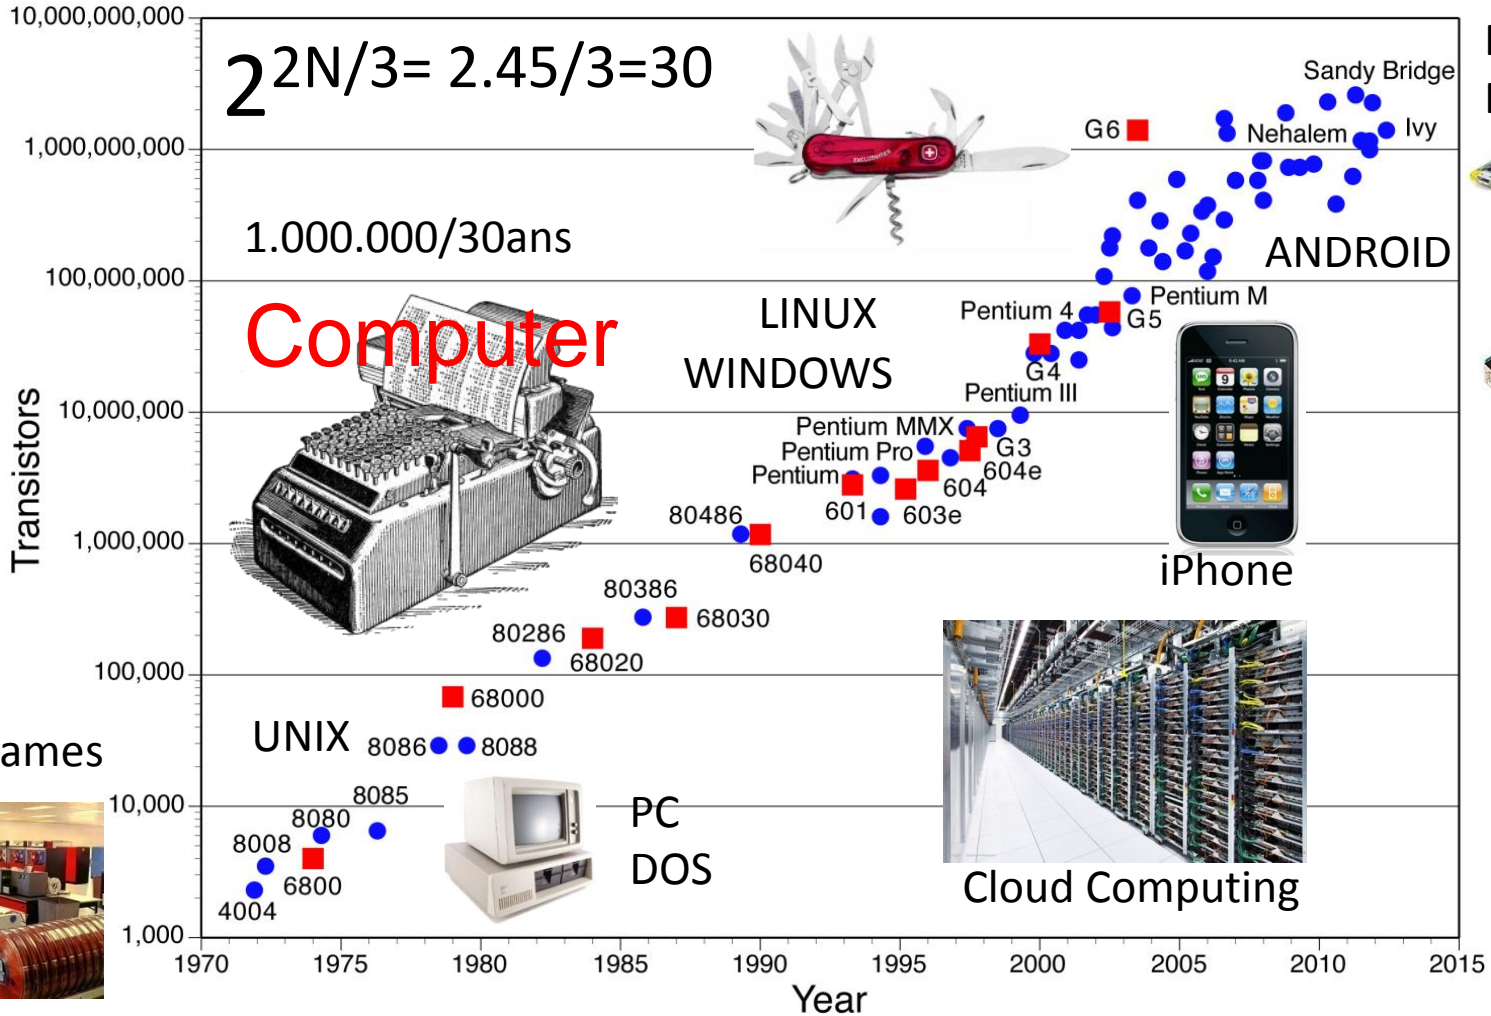 10,000,000,000
2^2N/3= 2.45/3=30
Sandy Bridge
G6
Nehalem
Ivy
1,000,000,000
EXCLUSIVITES
1.000.000/30ans
ANDROID
100,000,000
Computer
LINUX
WINDOWS
Pentium 4
Pentium M
G5
G4
Pentium III
10,000,000
Pentium MMX
G3
Pentium Pro
604e
Pentium
604
601
603e
80486
1,000,000
68040
iPhone
80386
68030
80286
68020
100,000
68000
UNIX
8086
8088
ames
8085
10,000
8080
PC
DOS
8008
6800
4004
Cloud Computing
1,000
1970
1975
1980
1985
1990
1995
2000
2005
2010
2015
Transistors
Year